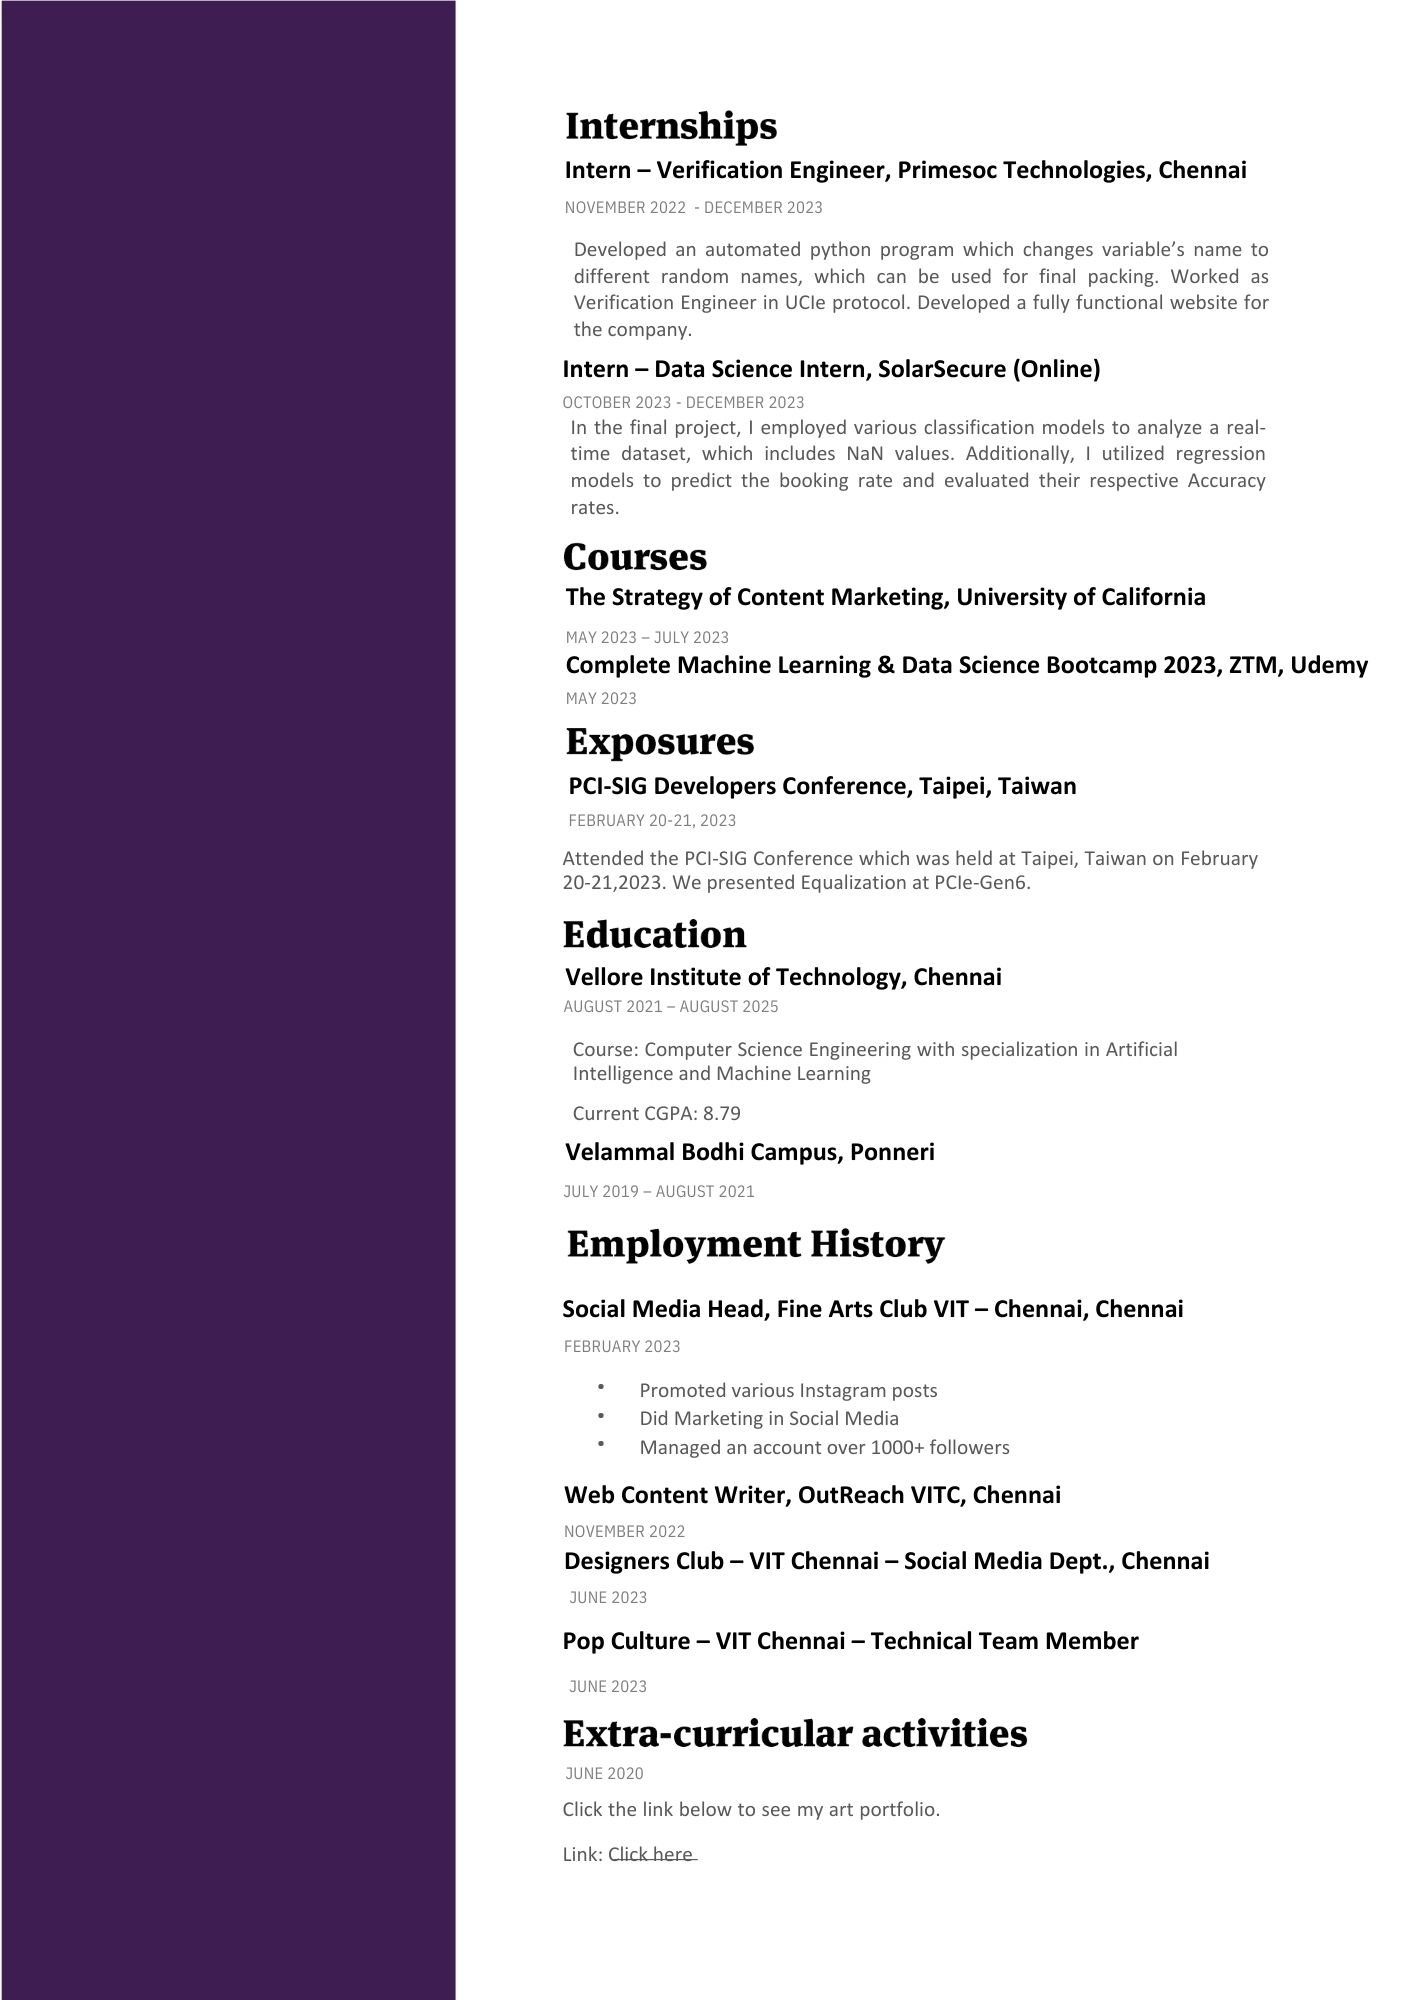 Internships
Intern – Verification Engineer, Primesoc Technologies, Chennai
NOVEMBER 2022 - DECEMBER 2023
Developed an automated python program which changes variable’s name to
different random names, which can be used for final packing. Worked as
Verification Engineer in UCIe protocol. Developed a fully functional website for
the company.
Intern – Data Science Intern, SolarSecure (Online)
OCTOBER 2023 - DECEMBER 2023
In the final project, I employed various classification models to analyze a real-
time dataset, which includes NaN values. Additionally, I utilized regression
models to predict the booking rate and evaluated their respective Accuracy
rates.
Courses
The Strategy of Content Marketing, University of California
MAY 2023 – JULY 2023
Complete Machine Learning & Data Science Bootcamp 2023, ZTM, Udemy
MAY 2023
Exposures
PCI-SIG Developers Conference, Taipei, Taiwan
FEBRUARY 20-21, 2023
Attended the PCI-SIG Conference which was held at Taipei, Taiwan on February
20-21,2023. We presented Equalization at PCIe-Gen6.
Education
Vellore Institute of Technology, Chennai
AUGUST 2021 – AUGUST 2025
Course: Computer Science Engineering with specialization in Artificial
Intelligence and Machine Learning
Current CGPA: 8.79
Velammal Bodhi Campus, Ponneri
JULY 2019 – AUGUST 2021
Employment History
Social Media Head, Fine Arts Club VIT – Chennai, Chennai
FEBRUARY 2023
• Promoted various Instagram posts
• Did Marketing in Social Media
• Managed an account over 1000+ followers
Web Content Writer, OutReach VITC, Chennai
NOVEMBER 2022
Designers Club – VIT Chennai – Social Media Dept., Chennai
JUNE 2023
Pop Culture – VIT Chennai – Technical Team Member
JUNE 2023
Extra-curricular activities
JUNE 2020
Click the link below to see my art portfolio.
Link: Click here